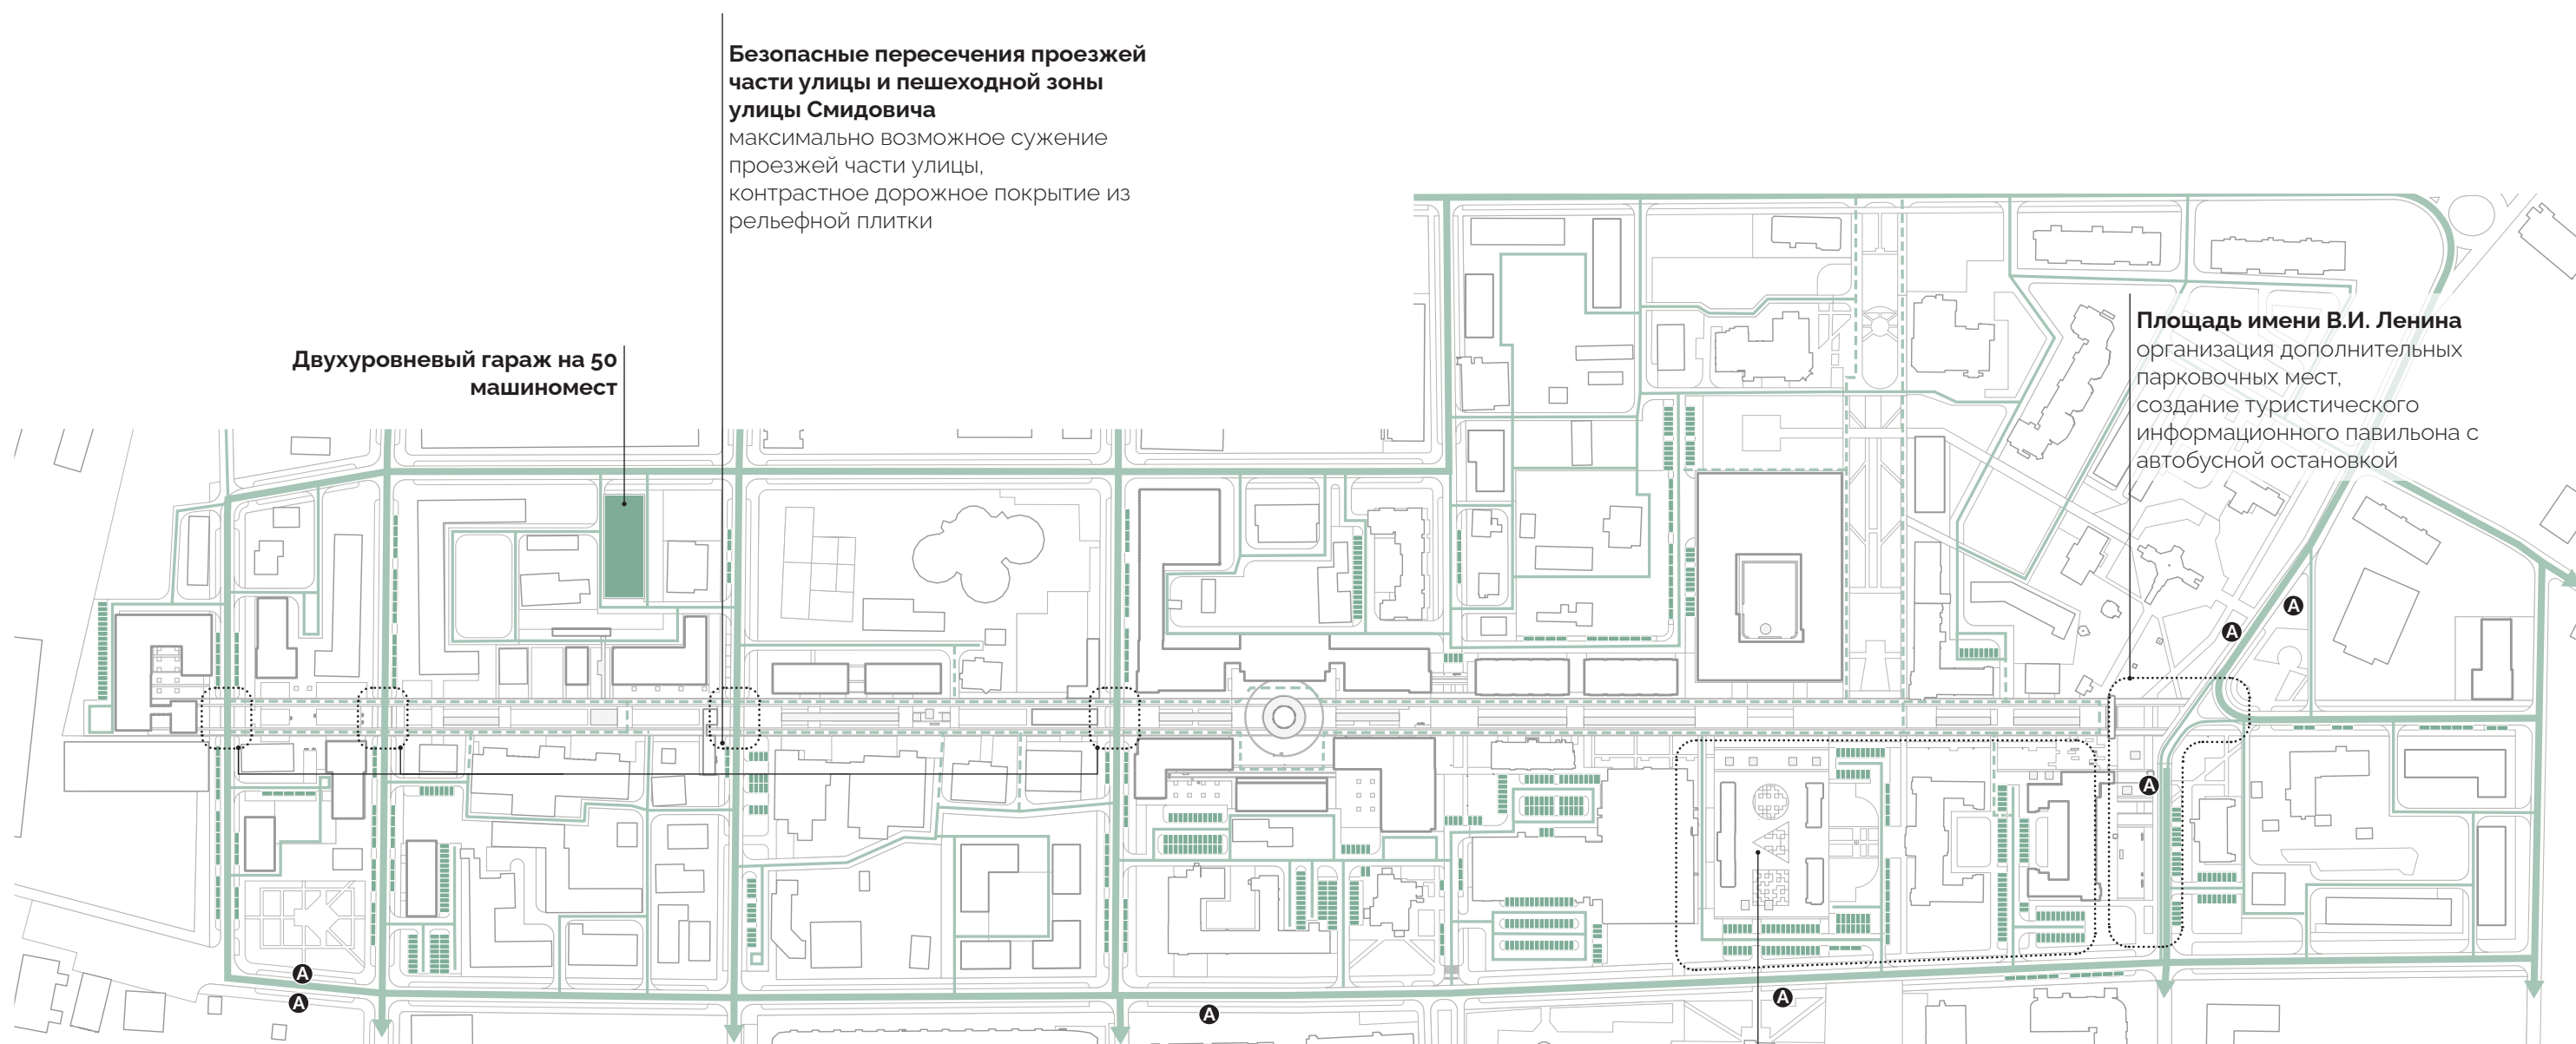 Безопасные пересечения проезжей
части улицы и пешеходной зоны
улицы Смидовича
максимально возможное сужение
проезжей части улицы,
контрастное дорожное покрытие из
рельефной плитки
Двухуровневый гараж на 50
машиномест
Площадь имени В.И. Ленина
организация дополнительных
парковочных мест,
создание туристического
информационного павильона с
автобусной остановкой
А
А
А
А
А
А
А